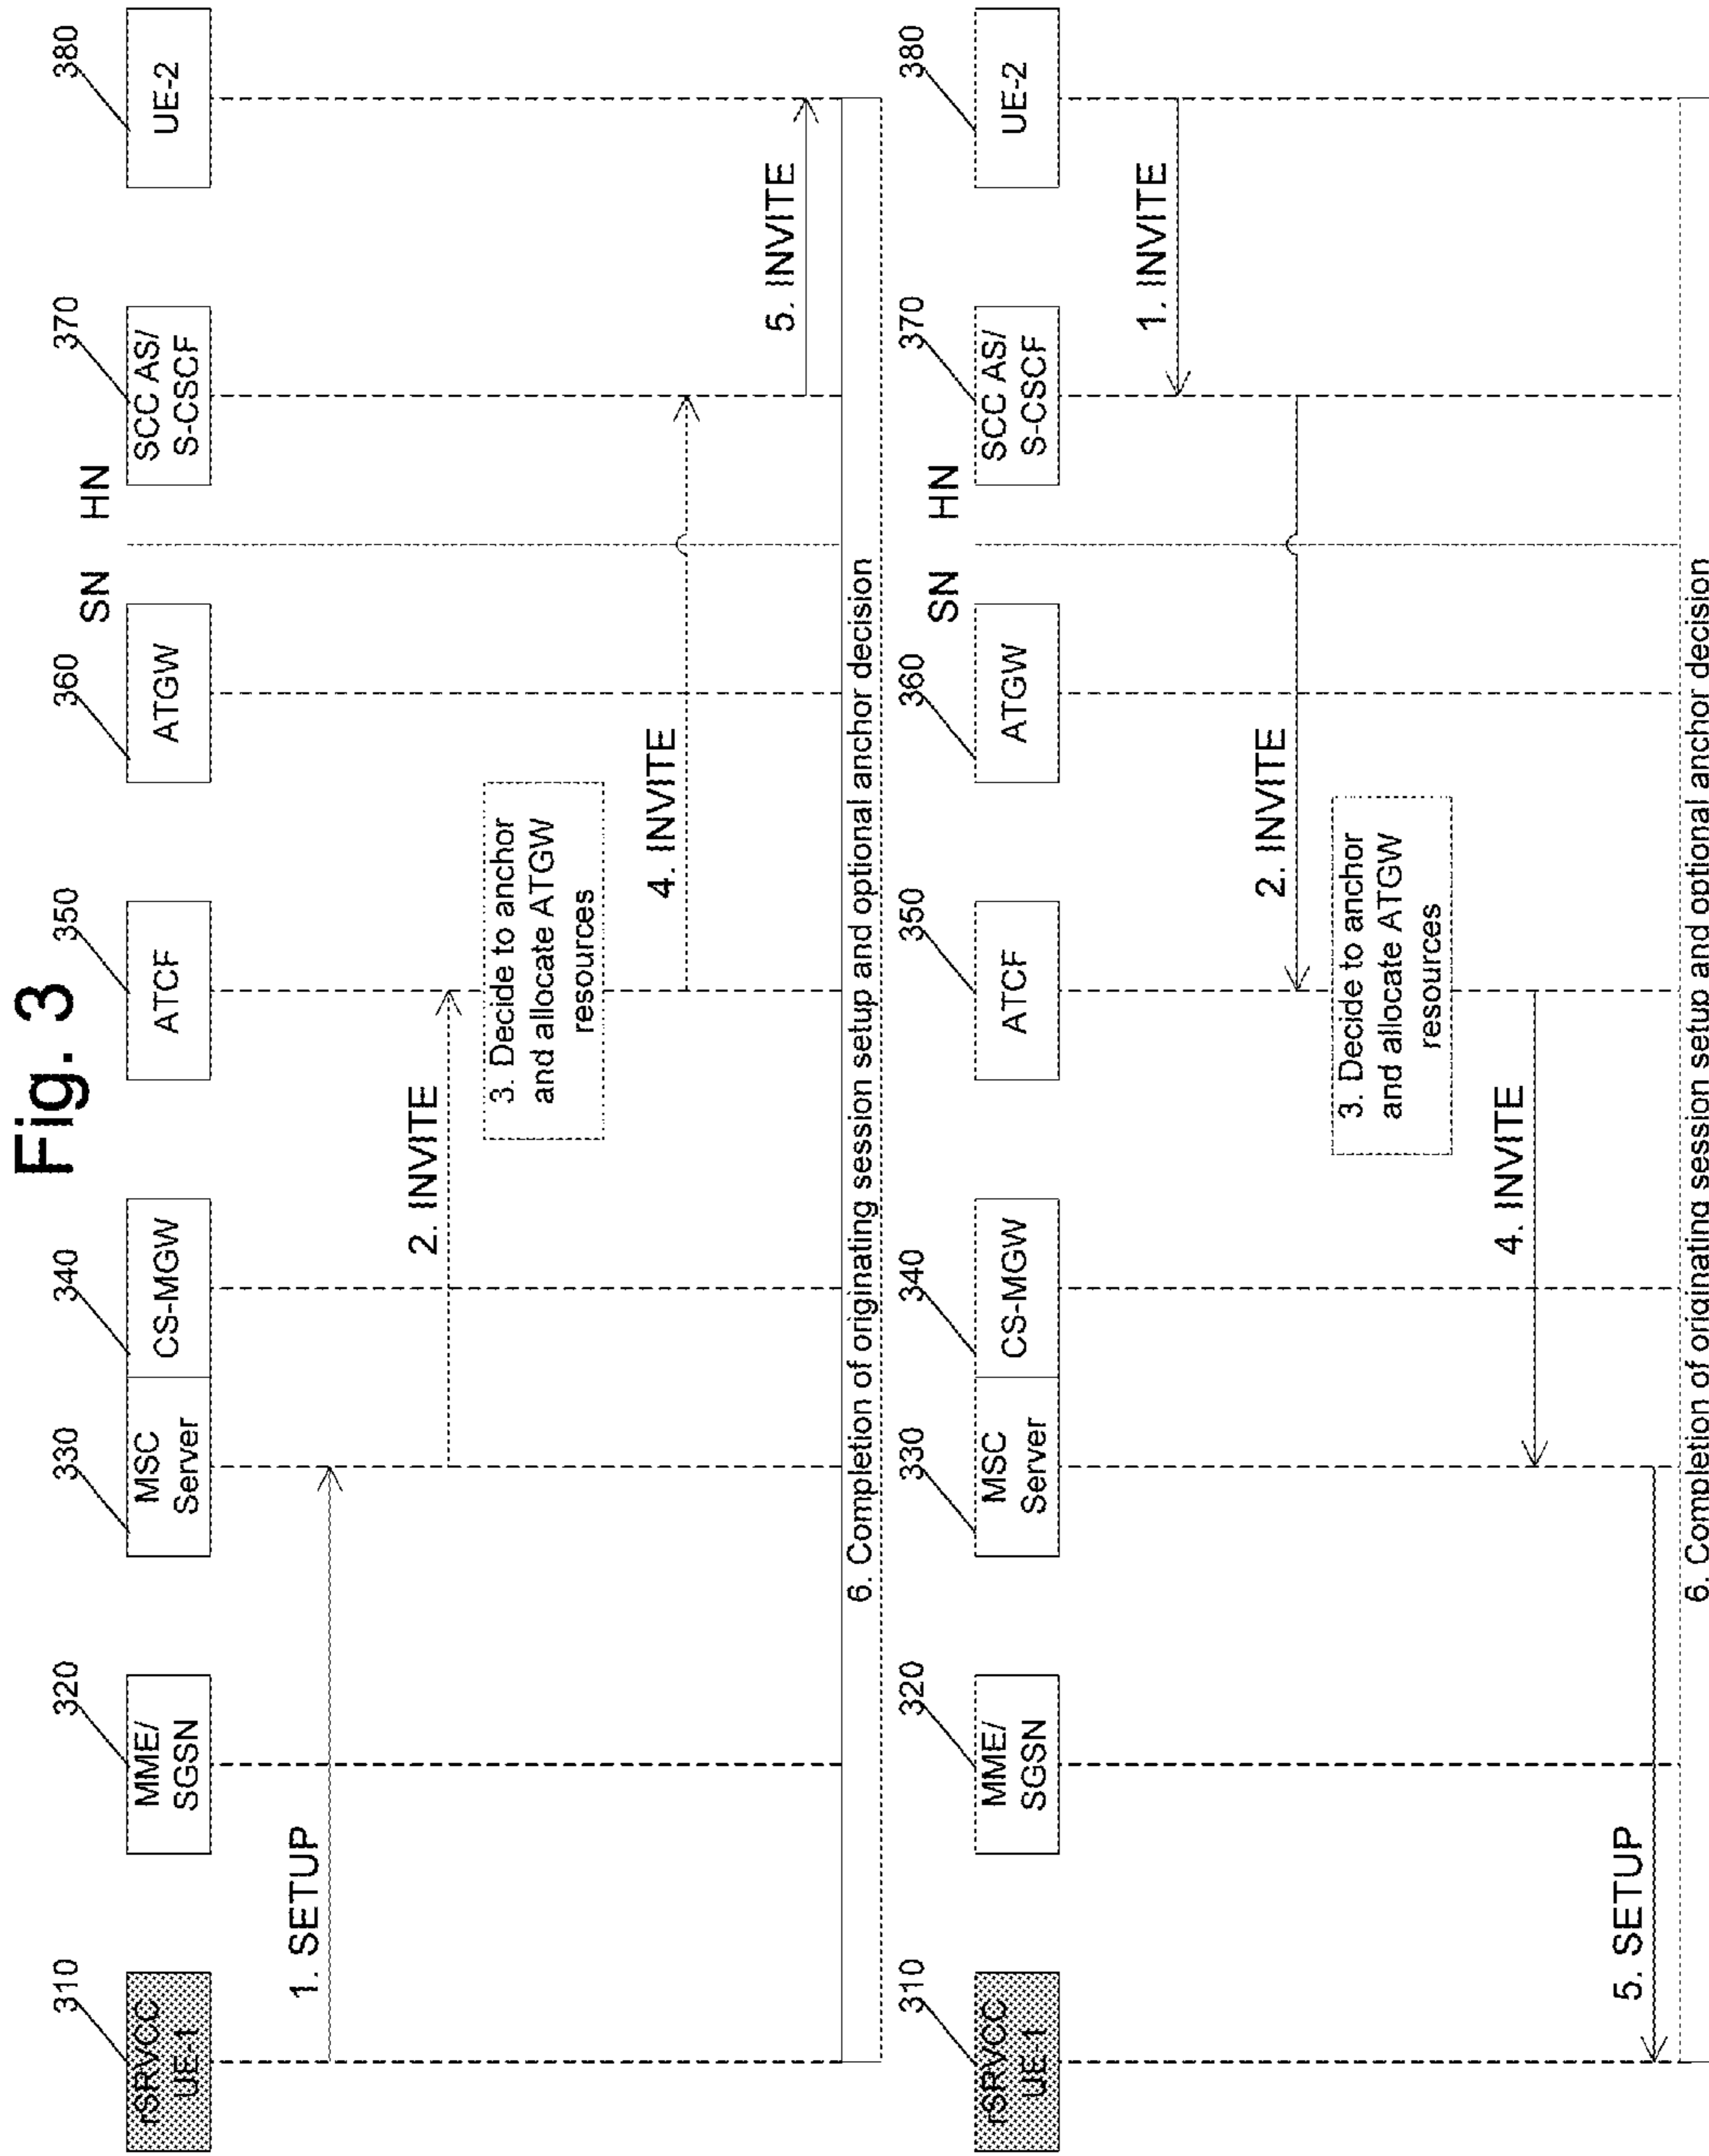 Fig. 3
310
320
330
340
350
360
370
380
rSRVCC
UE-1
MME/
SGSN
MSC
Server
CS-MGW
ATCF
ATGW
SN
HN
SCC AS/
S-CSCF
UE-2
1. SETUP
2. INVITE
3. Decide to anchor
and allocate ATGW
resources
4. INVITE
5. INVITE
6. Completion of originating session setup and optional anchor decision
310
320
330
340
350
360
370
380
rSRVCC
UE-1
MME/
SGSN
MSC
Server
CS-MGW
ATCF
ATGW
SN
HN
SCC AS/
S-CSCF
UE-2
1. INVITE
2. INVITE
3. Decide to anchor
and allocate ATGW
resources
4. INVITE
5. SETUP
6. Completion of originating session setup and optional anchor decision